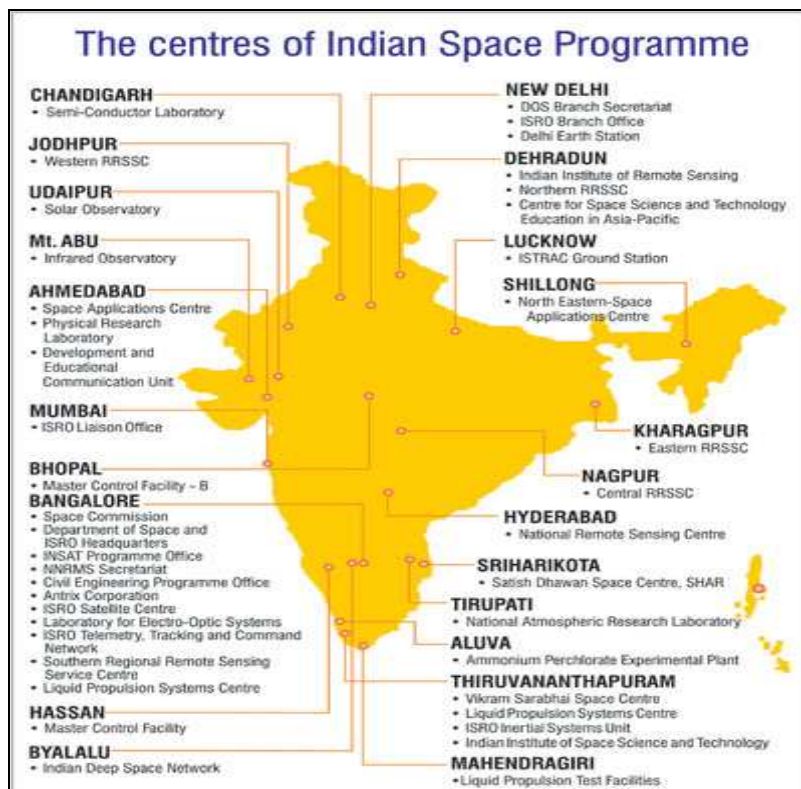 The centres of Indian Space Programme
CHANDIGARH
• Semi-Conductor Laboratory
JODHPUR
• Western RRSSC
UDAIPUR
• Solar Observatory
Mt. ABU
• Infrared Observatory
AHMEDABAD
• Space Applications Centre
• Physical Research
Laboratory
• Development and
Educational
Communication Unit
MUMBAI
• ISRO Liaison Office
BHOPAL
• Master Control Facility - B
BANGALORE
• Space Commission
• Department of Space and
ISRO Headquarters
• INSAT Programme Office
• NNRMS Secretariat
• Civil Engineering Programme Office
• Antrix Corporation
• ISRO Satellite Centre
• Laboratory for Electro-Optic Systems
• ISRO Telemetry, Tracking and Command
Network
• Southern Regional Remote Sensing
Service Centre
• Liquid Propulsion Systems Centre
HASSAN
• Master Control Facility
BYALALU
• Indian Deep Space Network
NEW DELHI
• DOS Branch Secretariat
• ISRO Branch Office
• Delhi Earth Station
DEHRADUN
• Indian Institute of Remote Sensing
• Northern RRSSC
• Centre for Space Science and Technology
Education in Asia-Pacific
LUCKNOW
• ISTRAC Ground Station
SHILLONG
• North Eastern-Space
Applications Centre
KHARAGPUR
• Eastern RRSSC
NAGPUR
• Central RRSSC
HYDERABAD
• National Remote Sensing Centre
SRIHARIKOTA
• Satish Dhawan Space Centre, SHAR
TIRUPATI
• National Atmospheric Research Laboratory
ALUVA
• Ammonium Perchlorate Experimental Plant
THIRUVANANTHAPURAM
• Vikram Sarabhai Space Centre
• Liquid Propulsion Systems Centre
• ISRO Inertial Systems Unit
• Indian Institute of Space Science and Technology
MAHENDRAGIRI
•Liquid Propulsion Test Facilities